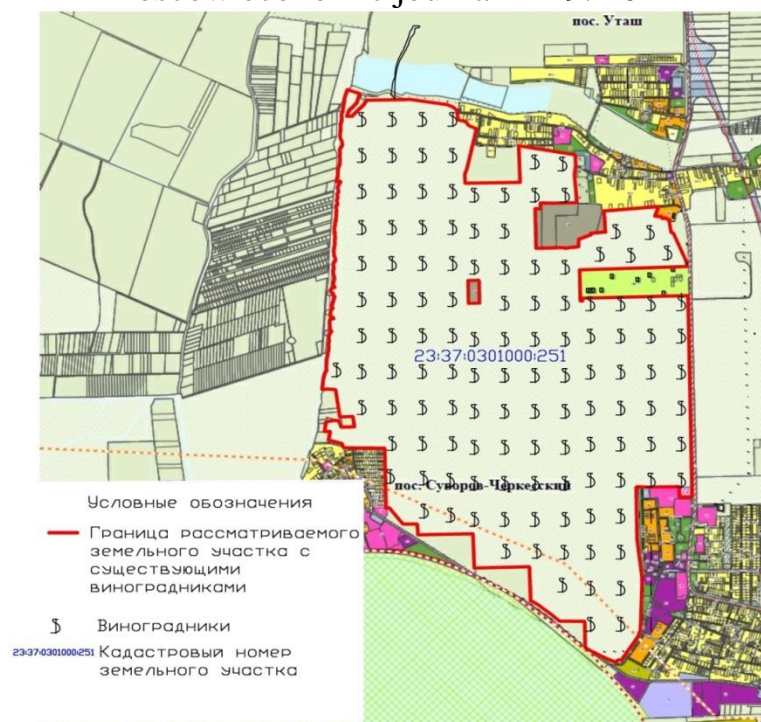 пос. Уташ
23:37:0301000:251
пос. Суворов-Черкесский
Условные обозначения
Граница рассматриваемого
земельного участка с
существующими
виноградниками
Виноградники
23:37:0301000:251 Кадастровый номер
земельного участка